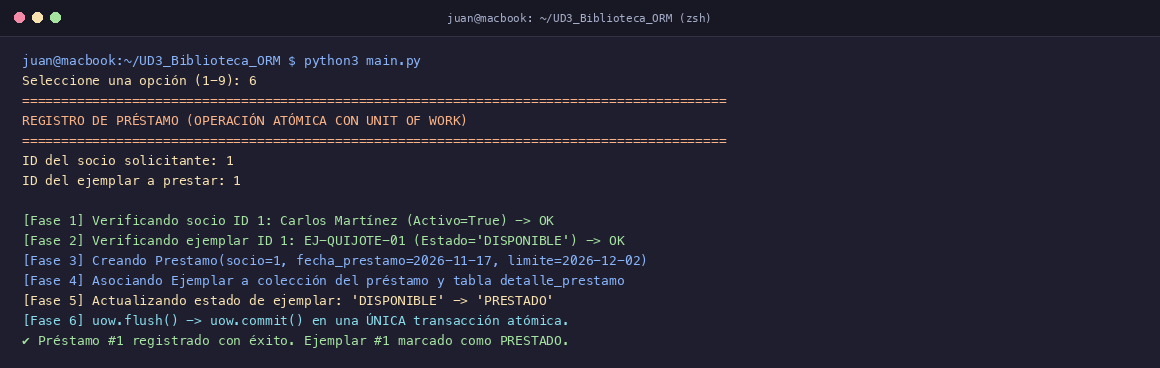 juan@macbook: ~/UD3_Biblioteca_ORM (zsh)
juan@macbook:~/UD3_Biblioteca_ORM $ python3 main.py
Seleccione una opción (1-9): 6
==========================================================================================
REGISTRO DE PRÉSTAMO (OPERACIÓN ATÓMICA CON UNIT OF WORK)
==========================================================================================
ID del socio solicitante: 1
ID del ejemplar a prestar: 1
[Fase 1] Verificando socio ID 1: Carlos Martínez (Activo=True) -> OK
[Fase 2] Verificando ejemplar ID 1: EJ-QUIJOTE-01 (Estado='DISPONIBLE') -> OK
[Fase 3] Creando Prestamo(socio=1, fecha_prestamo=2026-11-17, limite=2026-12-02)
[Fase 4] Asociando Ejemplar a colección del préstamo y tabla detalle_prestamo
[Fase 5] Actualizando estado de ejemplar: 'DISPONIBLE' -> 'PRESTADO'
[Fase 6] uow.flush() -> uow.commit() en una ÚNICA transacción atómica.
✔ Préstamo #1 registrado con éxito. Ejemplar #1 marcado como PRESTADO.